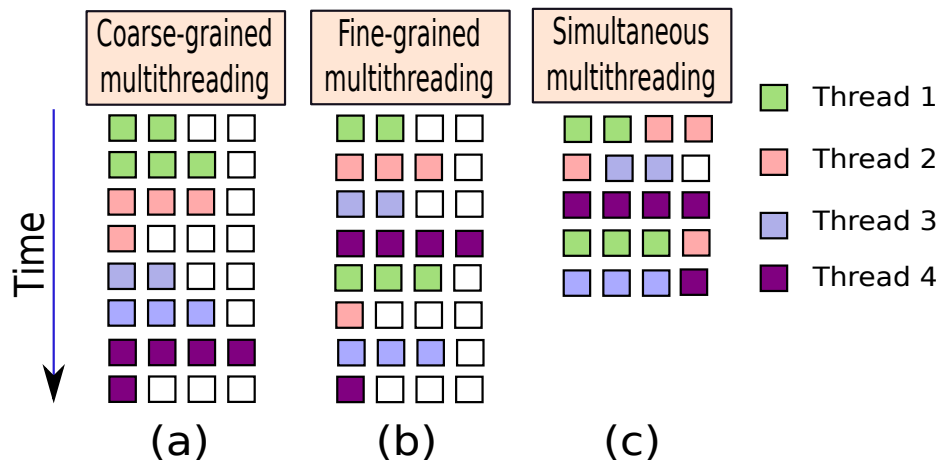 Coarse-grained
multithreading
Fine-grained
multithreading
Simultaneous
multithreading
Time
Thread 1
Thread 2
Thread 3
Thread 4
(a)
(b)
(c)